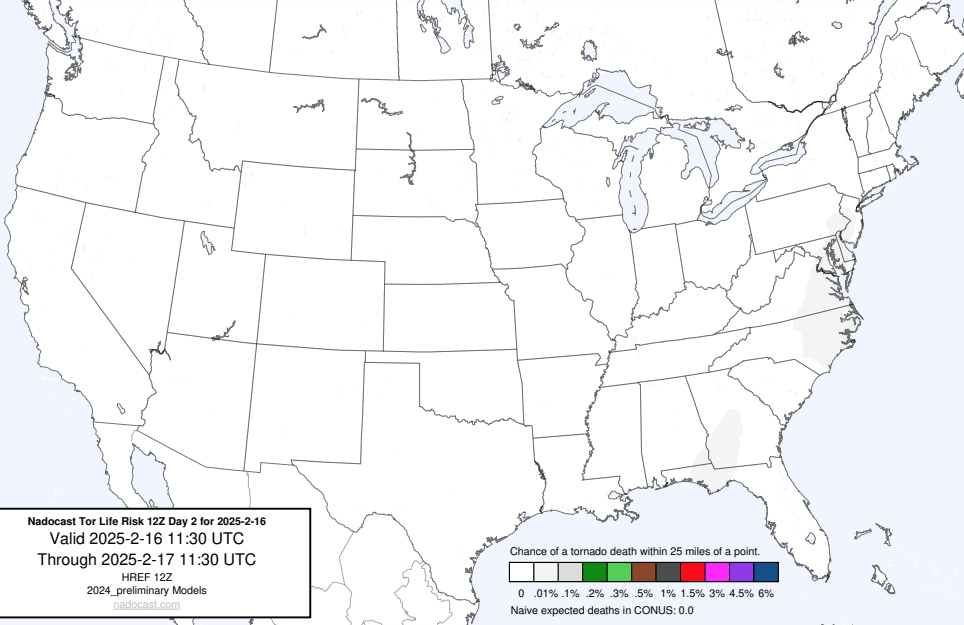 Nadocast Tor Life Risk 12Z Day 2 for 2025-2-16
Valid 2025-2-16 11:30 UTC
Through 2025-2-17 11:30 UTC
HREF 12Z
2024_preliminary Models
nadocast.com
Chance of a tornado death within 25 miles of a point.
0 .01% .1% .2% .3% .5% 1% 1.5% 3% 4.5% 6%
Naive expected deaths in CONUS: 0.0